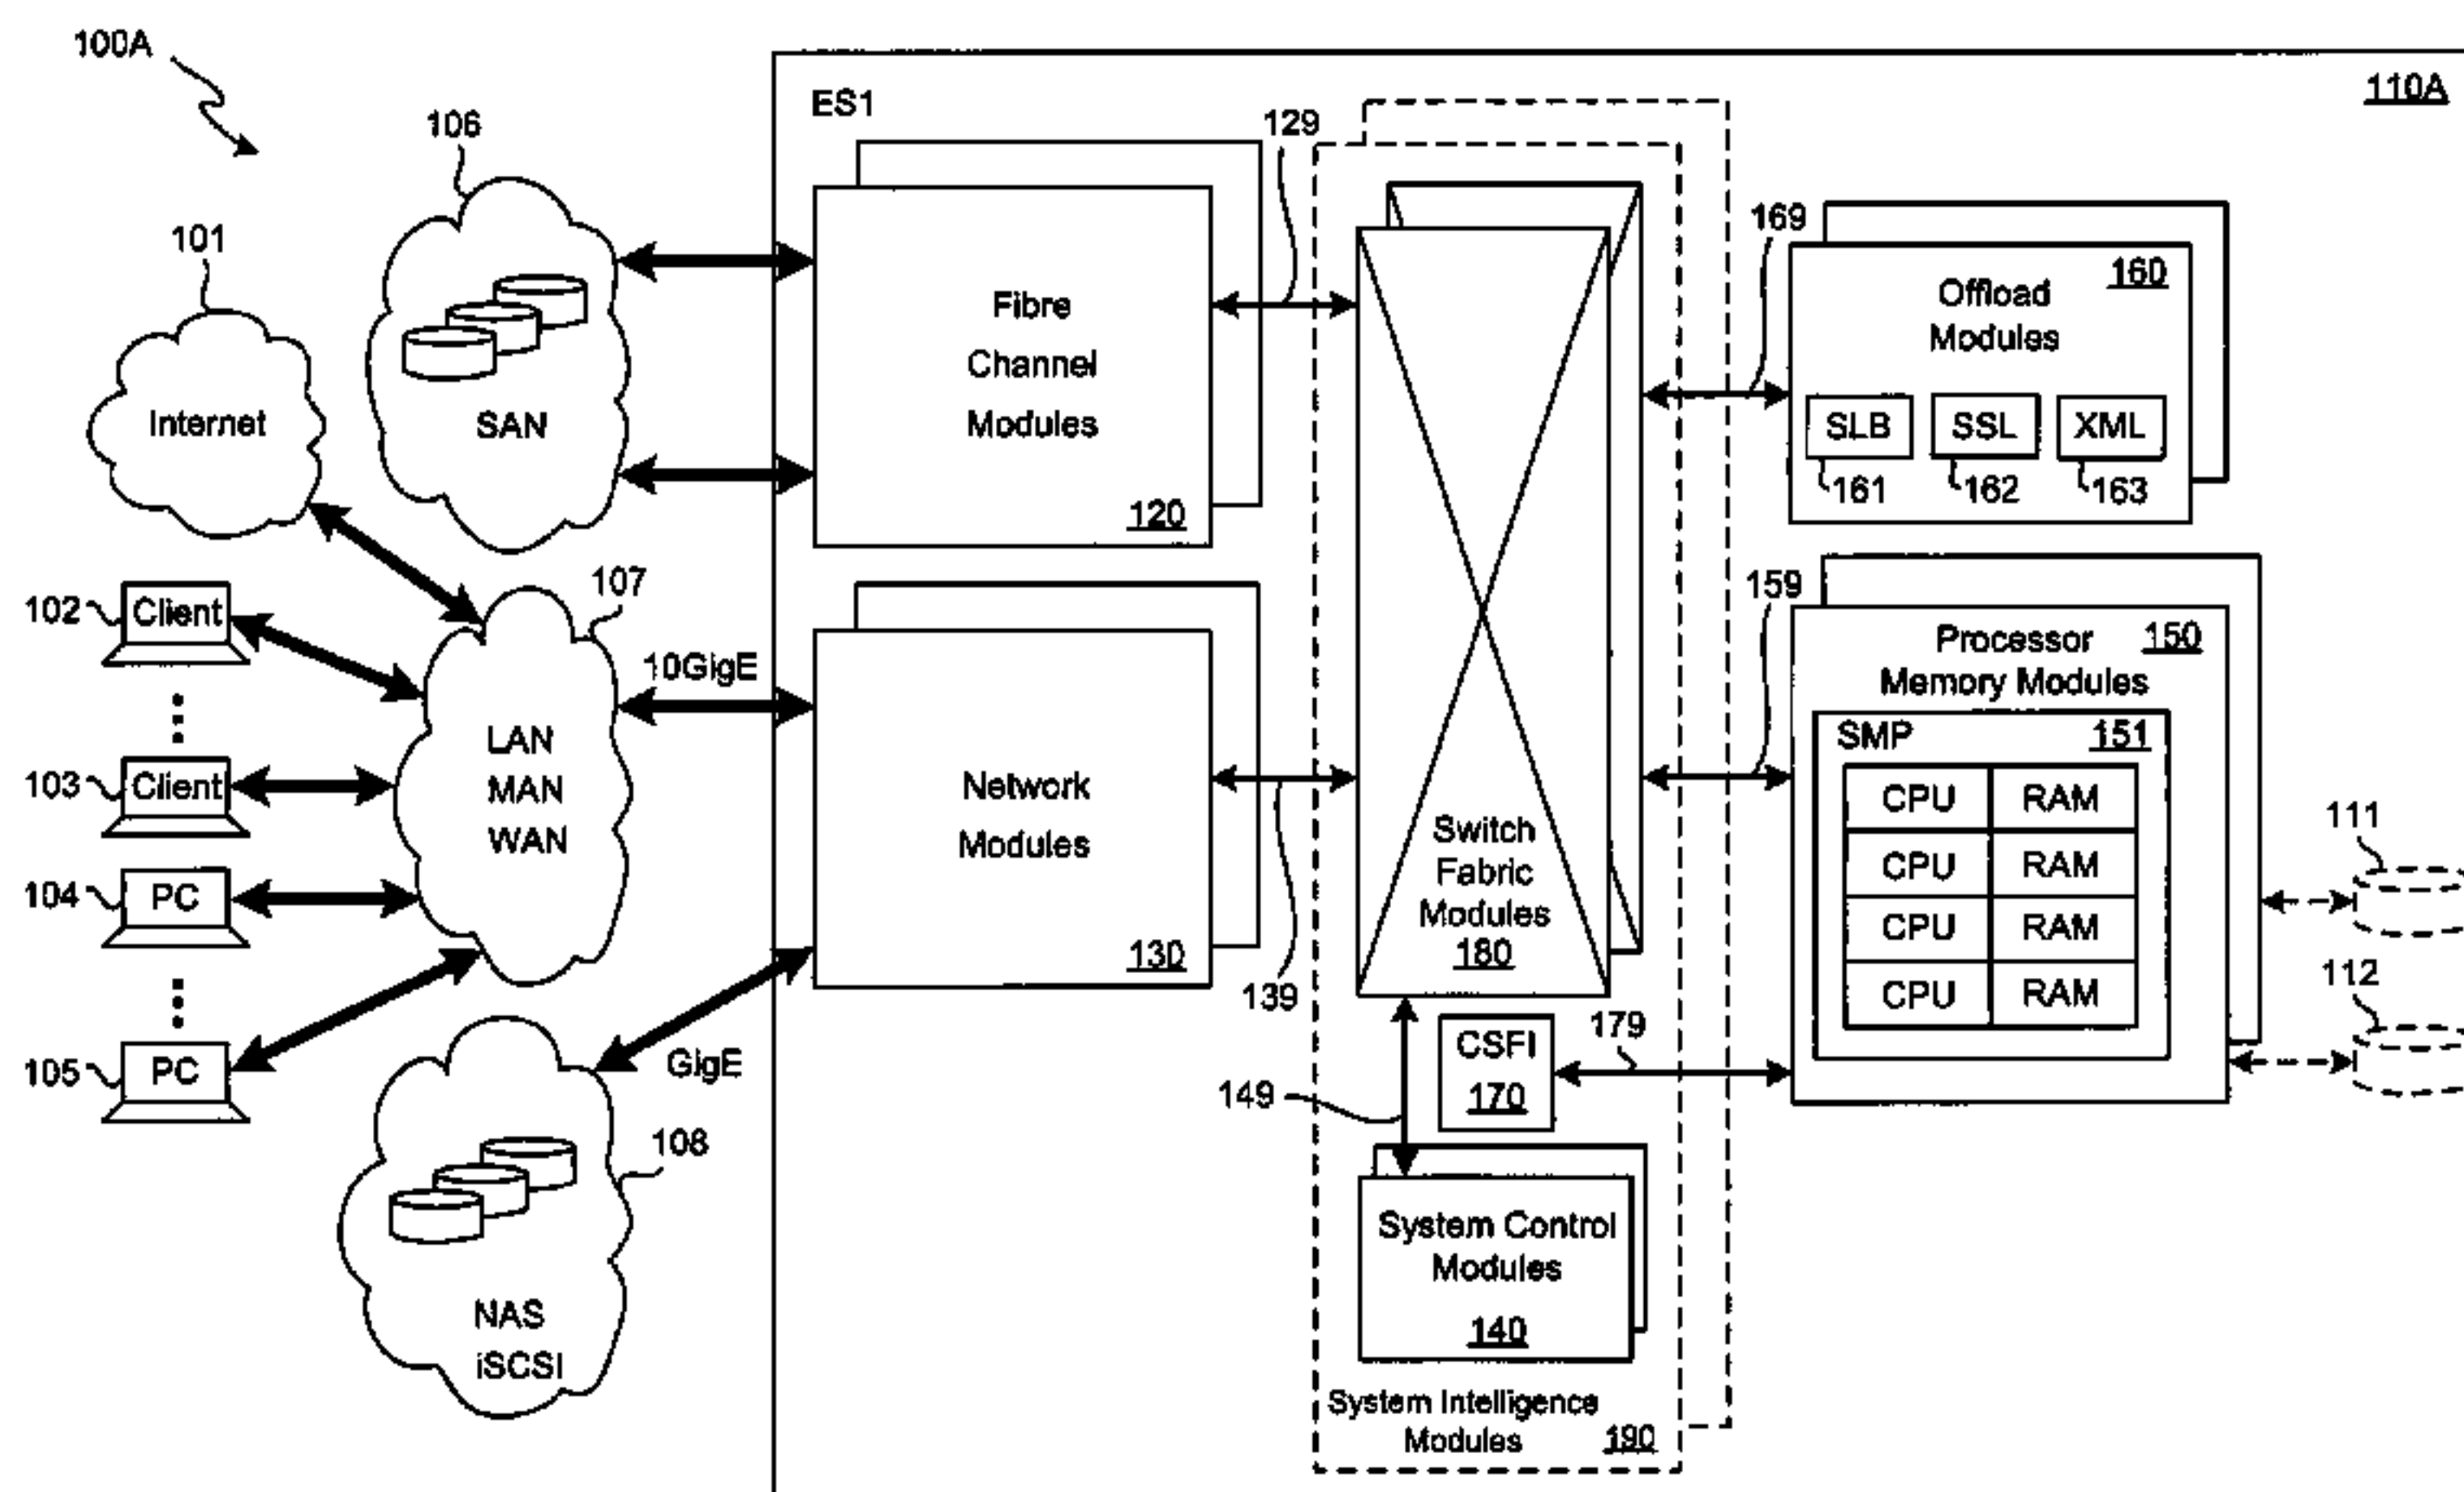 100A
ES1
110A
106
129
101
169
160
Offload
Modules
Fibre
Channel
Modules
Internet
SAN
SLB
SSL
XML
161
162
163
120
107
159
102
Client
10GigE
Processor
150
Memory Modules
LAN
MAN
WAN
SMP
151
103
Client
Network
Modules
CPU
RAM
Switch
Fabric
Modules
180
CPU
RAM
111
104
PC
CPU
RAM
130
139
CPU
RAM
112
CSFI
170
179
105
PC
GigE
149
108
System Control
Modules
140
NAS
iSCSI
System Intelligence
Modules
190